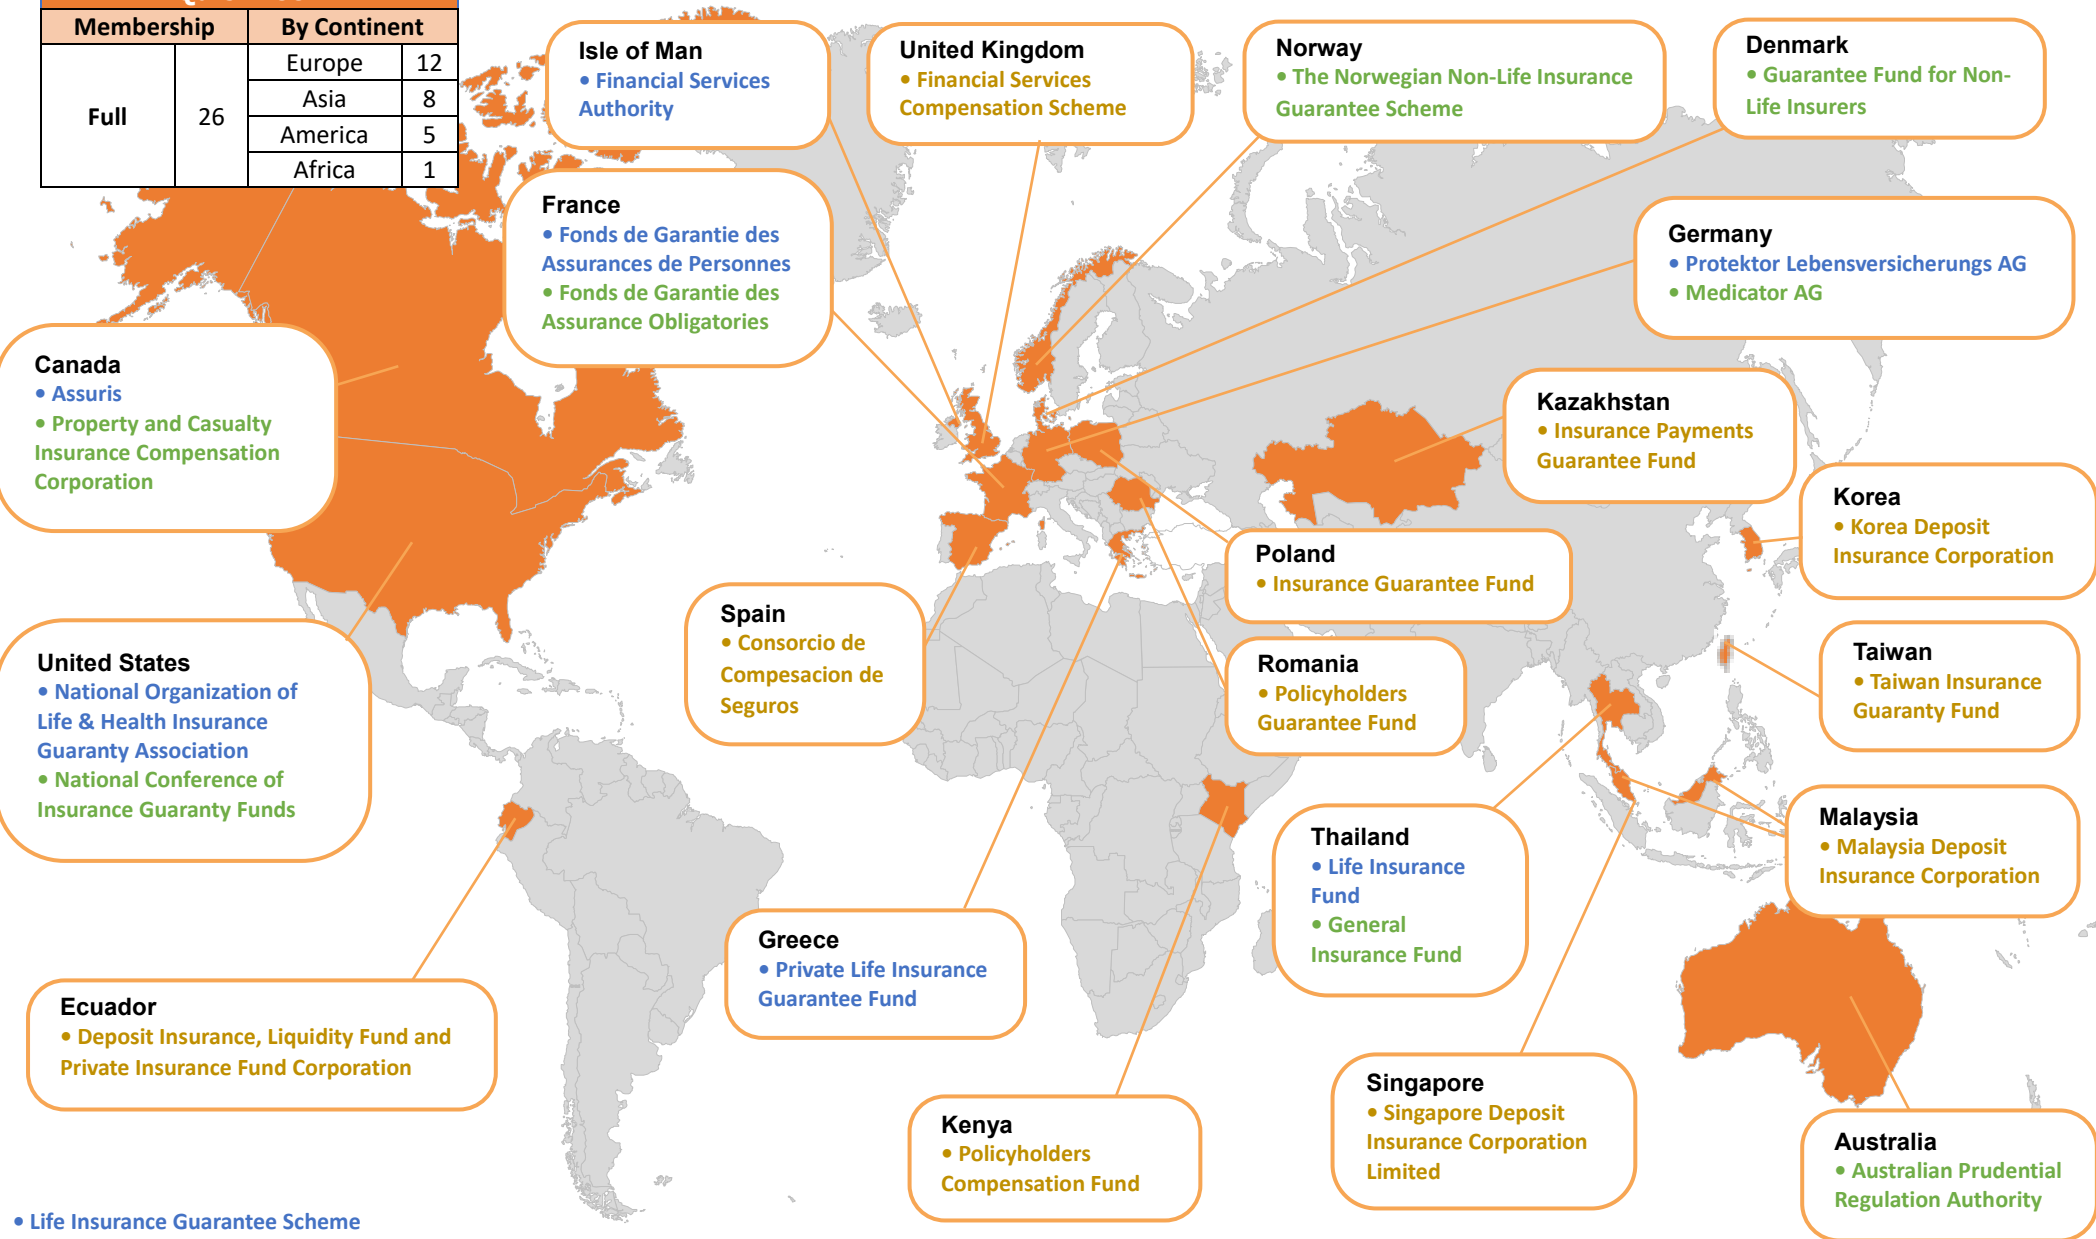 Membership By Continent
Full 26 Europe 12
Asia 8
America 5
Africa 1
Isle of Man
• Financial Services
Authority
United Kingdom
• Financial Services
Compensation Scheme
Norway
• The Norwegian Non-Life Insurance
Guarantee Scheme
Denmark
• Guarantee Fund for Non-
Life Insurers
France
• Fonds de Garantie des
Assurances de Personnes
• Fonds de Garantie des
Assurance Obligatories
Germany
• Protektor Lebensversicherungs AG
• Medicator AG
Canada
• Assuris
• Property and Casualty
Insurance Compensation
Corporation
Kazakhstan
• Insurance Payments
Guarantee Fund
Korea
• Korea Deposit
Insurance Corporation
Poland
• Insurance Guarantee Fund
Spain
• Consorcio de
Compesacion de
Seguros
United States
• National Organization of
Life & Health Insurance
Guaranty Association
• National Conference of
Insurance Guaranty Funds
Romania
• Policyholders
Guarantee Fund
Taiwan
• Taiwan Insurance
Guaranty Fund
Thailand
• Life Insurance
Fund
• General
Insurance Fund
Malaysia
• Malaysia Deposit
Insurance Corporation
Greece
• Private Life Insurance
Guarantee Fund
Ecuador
• Deposit Insurance, Liquidity Fund and
Private Insurance Fund Corporation
Kenya
• Policyholders
Compensation Fund
Singapore
• Singapore Deposit
Insurance Corporation
Limited
Australia
• Australian Prudential
Regulation Authority
• Life Insurance Guarantee Scheme